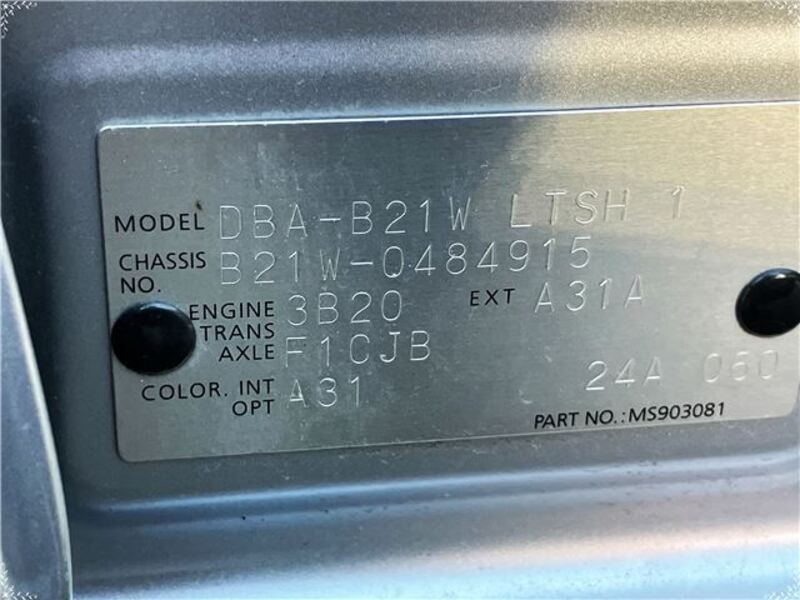 MODEL DBA-B21W LTSH 1
CHASSIS NO. B21W-0484915
ENGINE 3B20 EXT A31A
TRANS AXLE F1CJB
COLOR. INT OPT A31 24A 050
PART NO.: MS903081